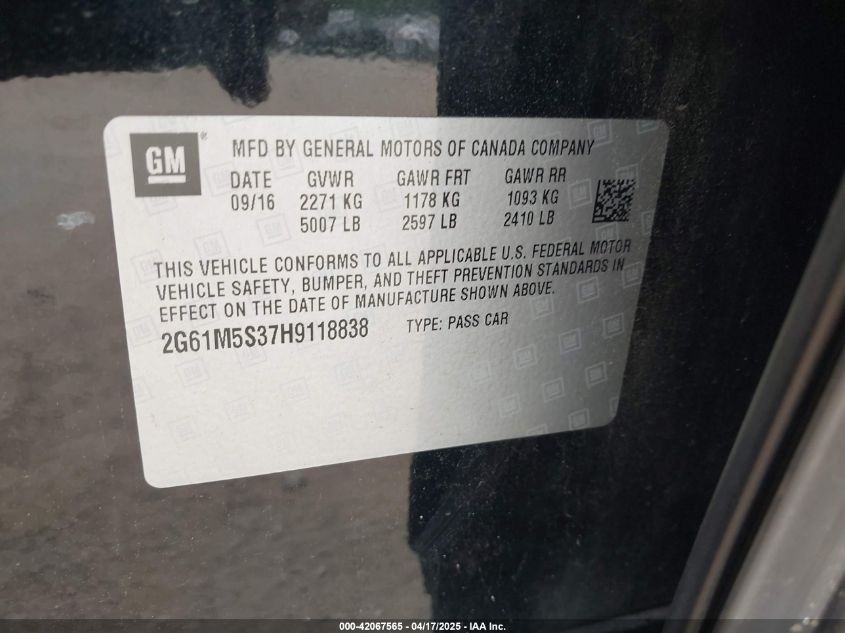 GM
®
MFD BY GENERAL MOTORS OF CANADA COMPANY
DATE GVWR GAWR FRT GAWR RR
09/16 2271 KG 1178 KG 1093 KG
5007 LB 2597 LB 2410 LB
THIS VEHICLE CONFORMS TO ALL APPLICABLE U.S. FEDERAL MOTOR
VEHICLE SAFETY, BUMPER, AND THEFT PREVENTION STANDARDS IN
EFFECT ON THE DATE OF MANUFACTURE SHOWN ABOVE.
2G61M5S37H9118838 TYPE: PASS CAR
000-42067565 / 04/17/2025 - IAA Inc.